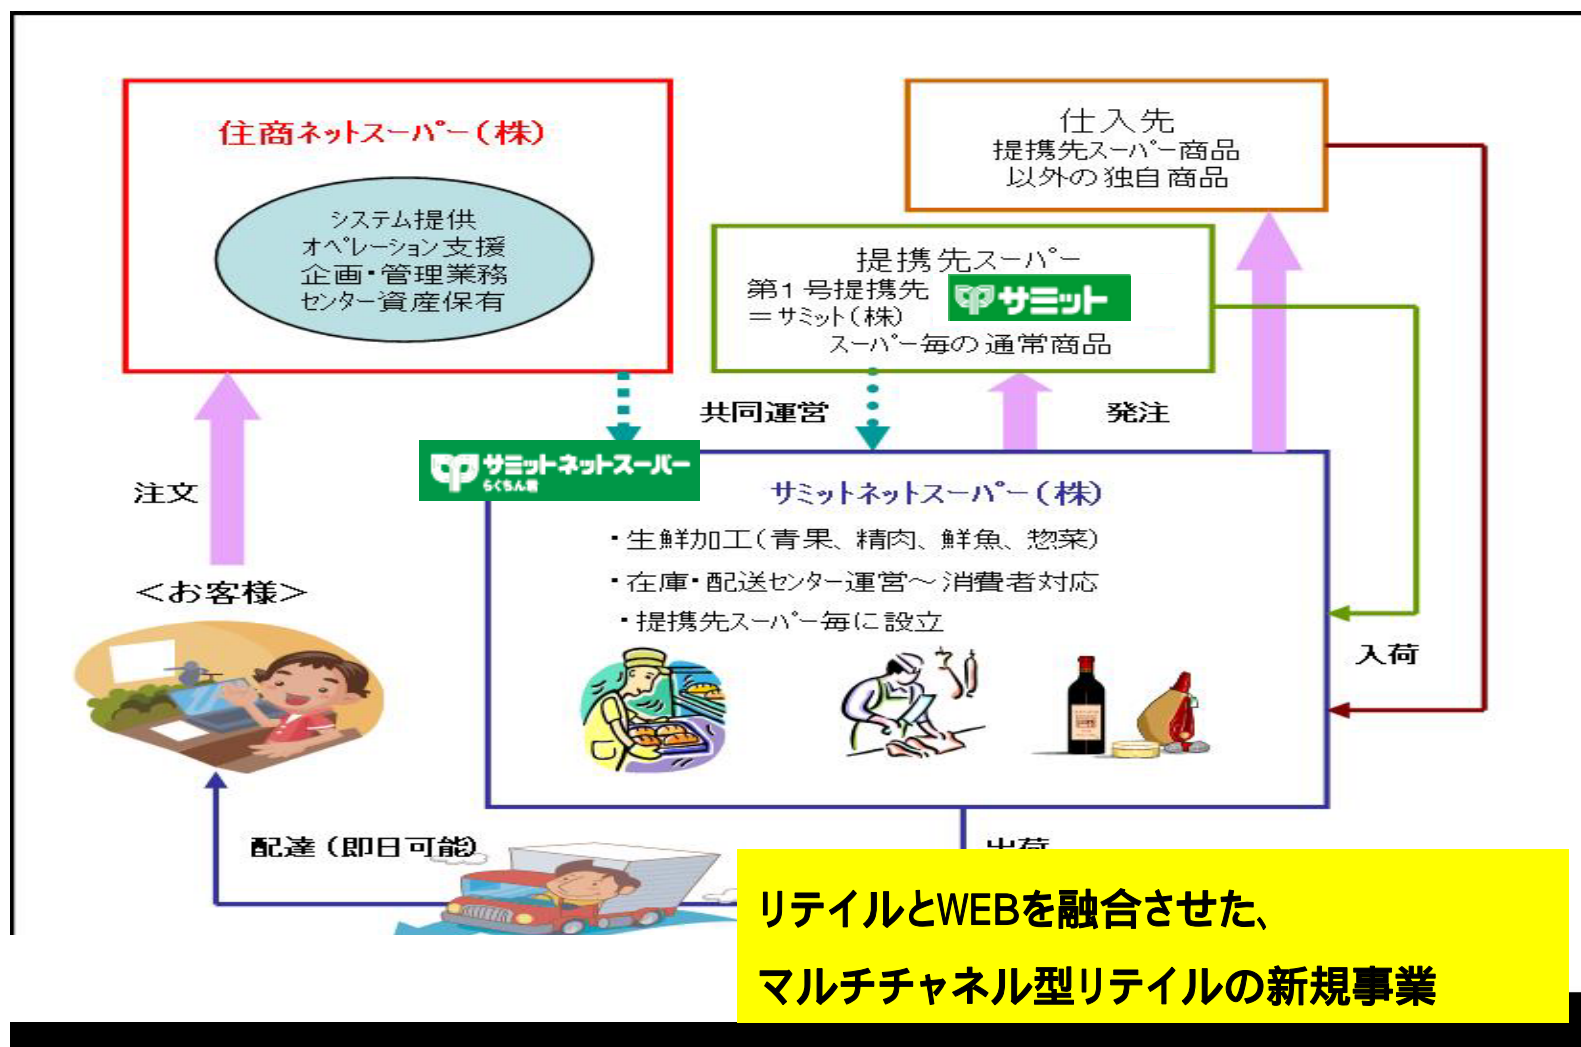 住商ネットスーパー(株)
システム提供
オペレーション支援
企画・管理業務
センター資産保有
仕入先
提携先スーパー商品
以外の独自商品
提携先スーパー
第1号提携先
=サミット(株)
サミット
スーパー毎の通常商品
共同運営
発注
注文
サミットネットスーパー
らくちん君
サミットネットスーパー(株)
・生鮮加工(青果、精肉、鮮魚、惣菜)
・在庫・配送センター運営~消費者対応
・提携先スーパー毎に設立
<お客様>
入荷
配達(即日可能)
出荷
リテイルとWEBを融合させた、
マルチチャネル型リテイルの新規事業